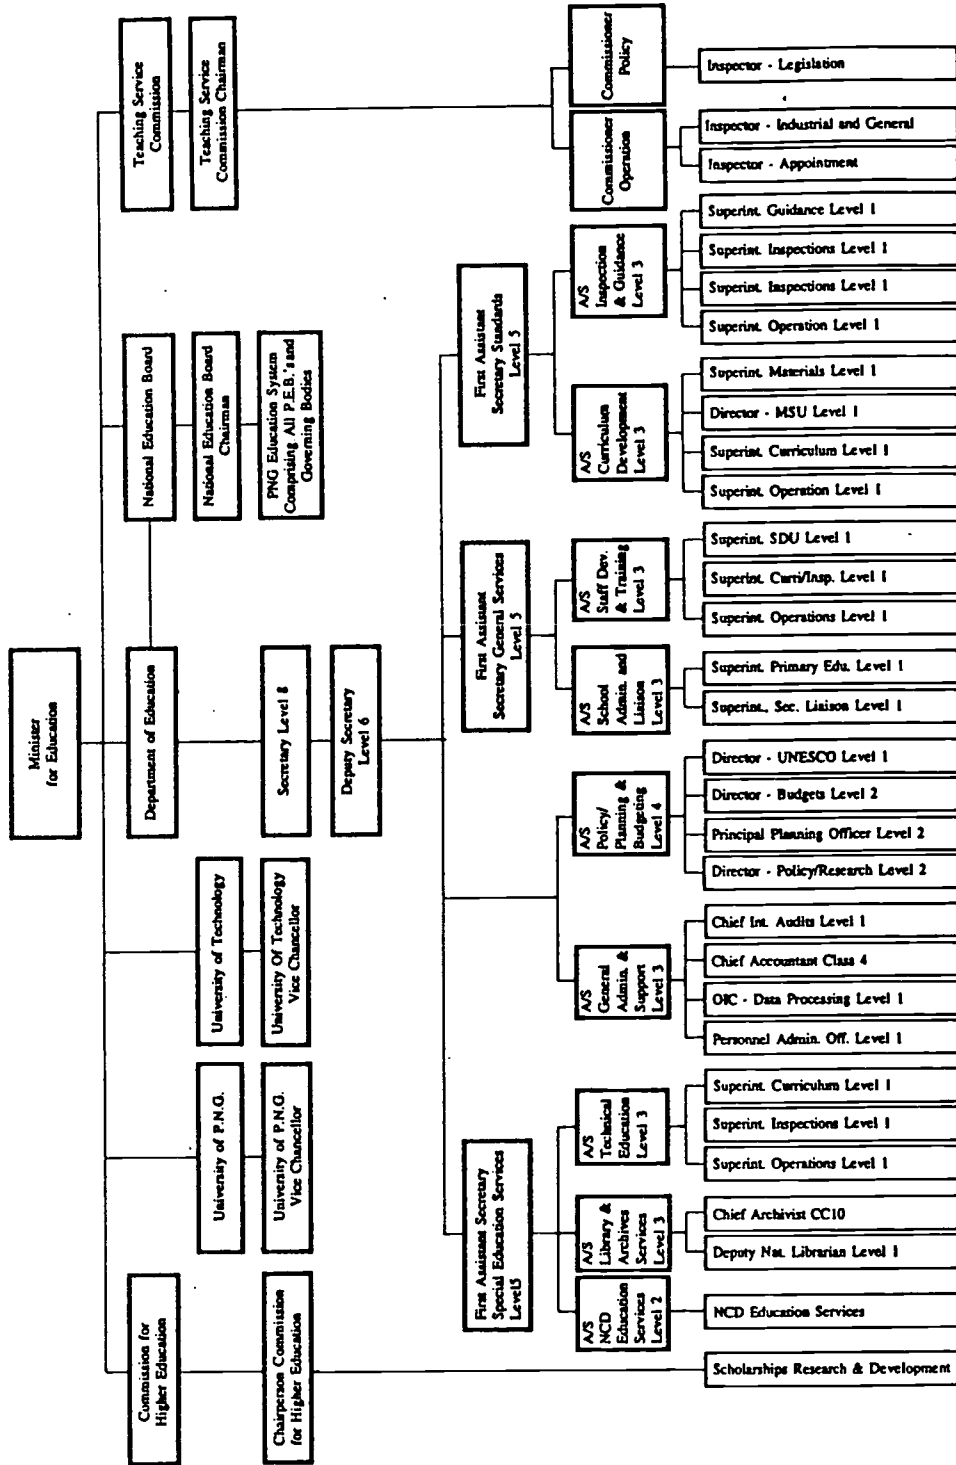 Minister
for Education
Commission for
Higher Education
University of P.N.G.
University of Technology
Department of Education
National Education Board
Teaching Service
Commission
Chairperson Commission
for Higher Education
University of P.N.G.
Vice Chancellor
University Of Technology
Vice Chancellor
Secretary Level 8
National Education Board
Chairman
Teaching Service
Commission Chairman
Deputy Secretary
Level 6
PNG Education System
Comprising All P.E.B.'s and
Governing Bodies
First Assistant Secretary
Special Education Services
Level5
First Assistant
Secretary General Services
Level 5
First Assistant
Secretary Standards
Level 5
A/S
NCD
Education
Services
Level 2
A/S
Library &
Archives
Services
Level 3
A/S
Technical
Education
Level 3
A/S
General
Admin. &
Support
Level 3
A/S
Policy/
Planning &
Budgeting
Level 4
A/S
School
Admin. and
Liaison
Level 3
A/S
Staff Dev.
& Training
Level 3
A/S
Curriculum
Development
Level 3
A/S
Inspection
& Guidance
Level 3
Commissioner
Operation
Commissioner
Policy
Scholarships Research & Development
NCD Education Services
Deputy Nat. Librarian Level 1
Chief Archivist CC10
Superint. Operations Level 1
Superint. Inspections Level 1
Superint. Curriculum Level 1
Personnel Admin. Off. Level 1
OIC - Data Processing Level 1
Chief Accountant Class 4
Chief Int. Audits Level 1
Director - Policy/Research Level 2
Principal Planning Officer Level 2
Director - Budgets Level 2
Director - UNESCO Level 1
Superint., Sec. Liaison Level 1
Superint. Primary Edu. Level 1
Superint. Operations Level 1
Superint. Curri/Insp. Level 1
Superint. SDU Level 1
Superint. Operation Level 1
Superint. Curriculum Level 1
Director - MSU Level 1
Superint. Materials Level 1
Superint. Operation Level 1
Superint. Inspections Level 1
Superint. Inspections Level 1
Superint. Guidance Level 1
Inspector - Appointment
Inspector - Industrial and General
Inspector - Legislation